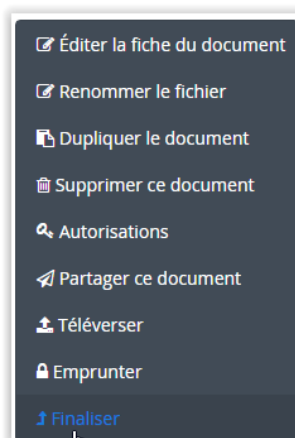 Éditer la fiche du document
Renommer le fichier
Dupliquer le document
Supprimer ce document
Autorisations
Partager ce document
Téléverser
Emprunter
Finaliser